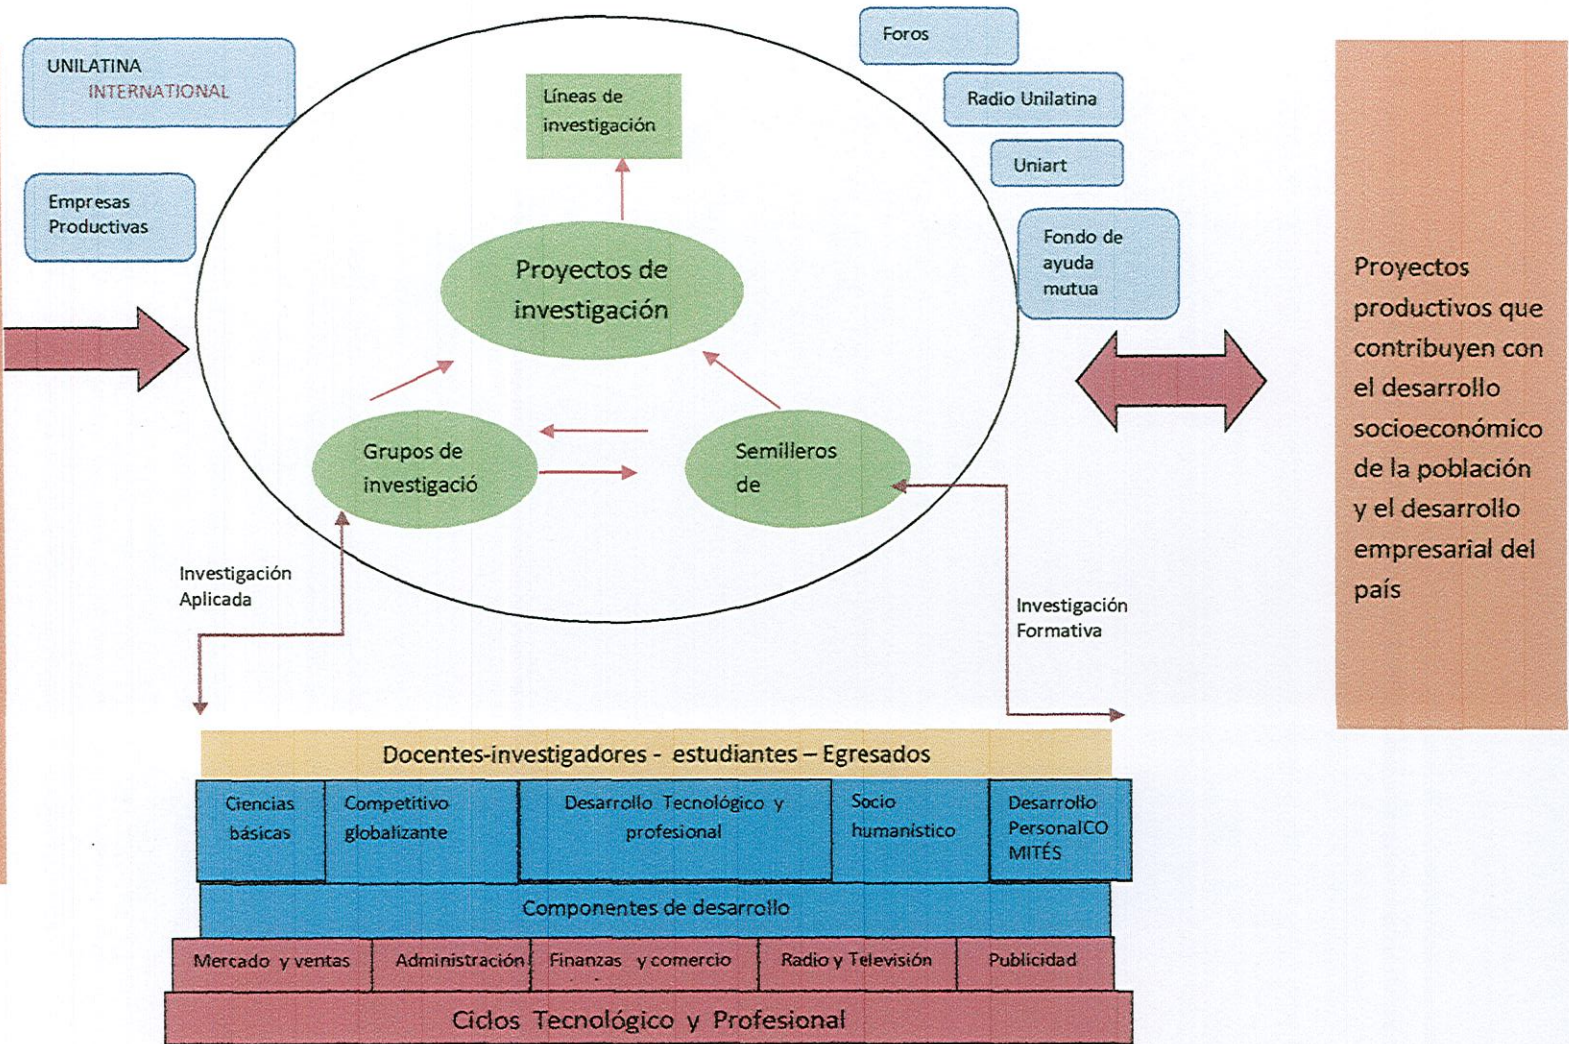 UNILATINA
INTERNATIONAL
Empresas
Productivas
Foros
Radio Unilatina
Uniart
Fondo de
ayuda
mutua
Líneas de
investigación
Proyectos de
investigación
Grupos de
investigació
Semilleros
de
Investigación
Aplicada
Investigación
Formativa
Proyectos
productivos que
contribuyen con
el desarrollo
socioeconómico
de la población
y el desarrollo
empresarial del
país
Docentes-investigadores - estudiantes – Egresados
Ciencias
básicas
Competitivo
globalizante
Desarrollo Tecnológico y
profesional
Socio
humanístico
Desarrollo
PersonalCO
MITÉS
Componentes de desarrollo
Mercado y ventas
Administración
Finanzas y comercio
Radio y Televisión
Publicidad
Ciclos Tecnológico y Profesional